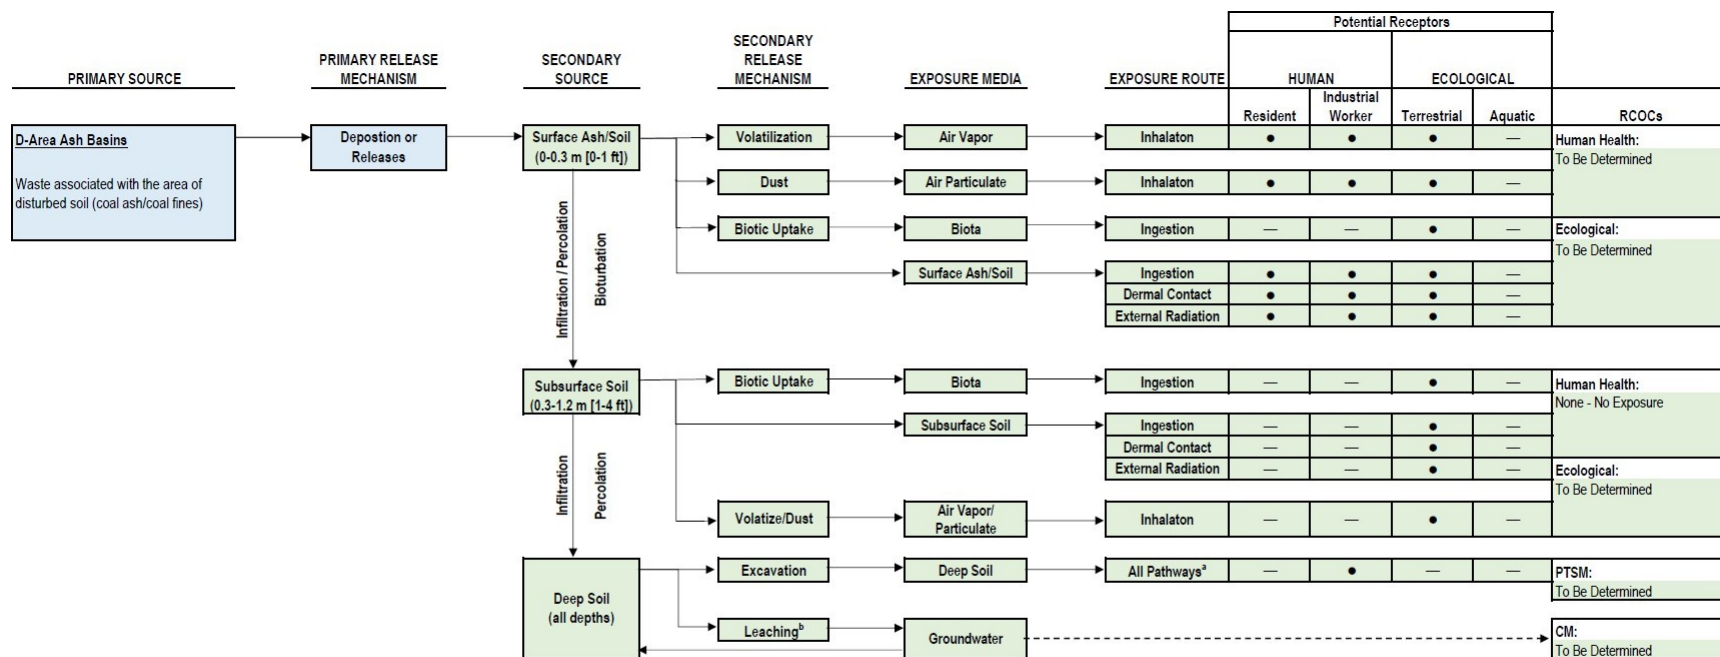 Potential Receptors
PRIMARY SOURCE
PRIMARY RELEASE
MECHANISM
SECONDARY
SOURCE
SECONDARY
RELEASE
MECHANISM
EXPOSURE MEDIA
EXPOSURE ROUTE
HUMAN
ECOLOGICAL
Resident
Industrial
Worker
Terrestrial
Aquatic
RCOCs
D-Area Ash Basins
Waste associated with the area of
disturbed soil (coal ash/coal fines)
Depostion or
Releases
Surface Ash/Soil
(0-0.3 m [0-1 ft])
Volatilization
Air Vapor
Inhalaton ● ● ● —
Human Health:
To Be Determined
Dust
Air Particulate
Inhalaton ● ● ● —
Biotic Uptake
Biota
Ingestion — — ● —
Ecological:
To Be Determined
Surface Ash/Soil
Ingestion ● ● ● —
Dermal Contact ● ● ● —
External Radiation ● ● ● —
Infiltration / Percolation
Bioturbation
Subsurface Soil
(0.3-1.2 m [1-4 ft])
Biotic Uptake
Biota
Ingestion — — ● —
Human Health:
None - No Exposure
Subsurface Soil
Ingestion — — ● —
Dermal Contact — — ● —
External Radiation — — ● —
Ecological:
To Be Determined
Infiltration
Percolation
Volatize/Dust
Air Vapor/
Particulate
Inhalaton — — ● —
Deep Soil
(all depths)
Excavation
Deep Soil
All Pathwaysᵃ — ● — —
PTSM:
To Be Determined
Leachingᵇ
Groundwater
CM:
To Be Determined